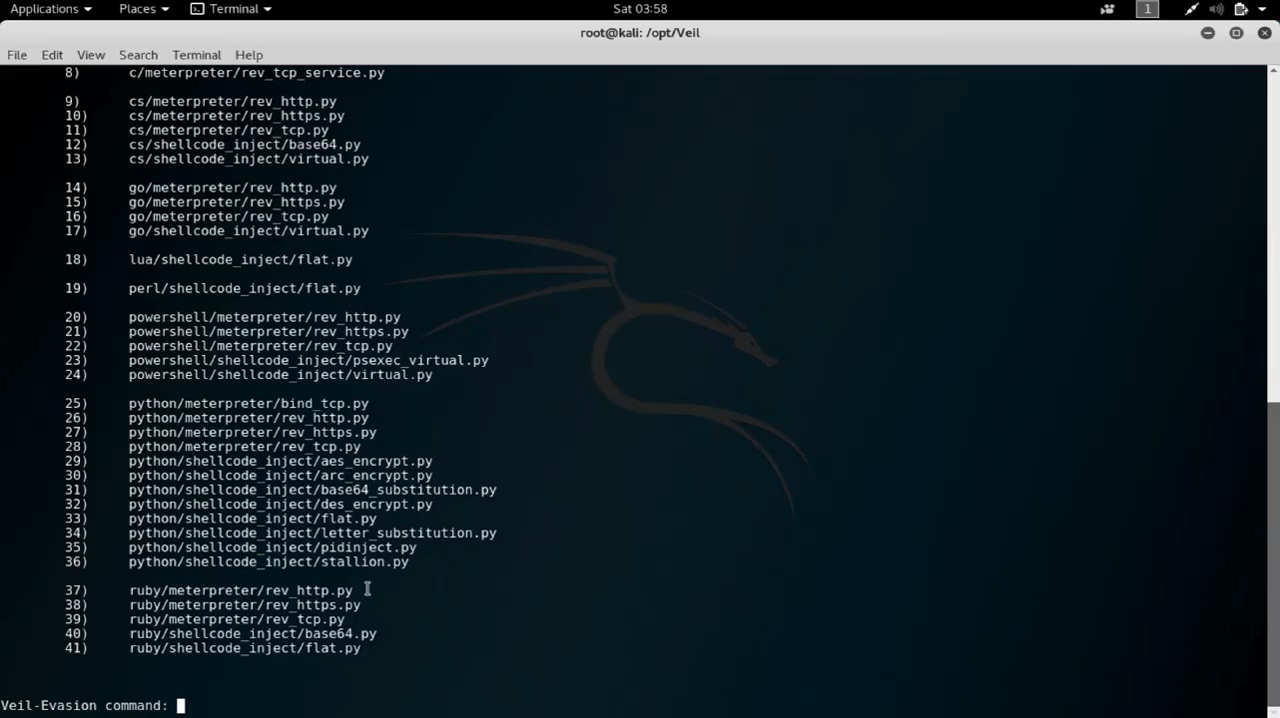 Applications Places Terminal Sat 03:58 1
root@kali: /opt/Veil
File Edit View Search Terminal Help
8) c/meterpreter/rev_tcp_service.py
9) cs/meterpreter/rev_http.py
10) cs/meterpreter/rev_https.py
11) cs/meterpreter/rev_tcp.py
12) cs/shellcode_inject/base64.py
13) cs/shellcode_inject/virtual.py
14) go/meterpreter/rev_http.py
15) go/meterpreter/rev_https.py
16) go/meterpreter/rev_tcp.py
17) go/shellcode_inject/virtual.py
18) lua/shellcode_inject/flat.py
19) perl/shellcode_inject/flat.py
20) powershell/meterpreter/rev_http.py
21) powershell/meterpreter/rev_https.py
22) powershell/meterpreter/rev_tcp.py
23) powershell/shellcode_inject/psexec_virtual.py
24) powershell/shellcode_inject/virtual.py
25) python/meterpreter/bind_tcp.py
26) python/meterpreter/rev_http.py
27) python/meterpreter/rev_https.py
28) python/meterpreter/rev_tcp.py
29) python/shellcode_inject/aes_encrypt.py
30) python/shellcode_inject/arc_encrypt.py
31) python/shellcode_inject/base64_substitution.py
32) python/shellcode_inject/des_encrypt.py
33) python/shellcode_inject/flat.py
34) python/shellcode_inject/letter_substitution.py
35) python/shellcode_inject/pidinject.py
36) python/shellcode_inject/stallion.py
37) ruby/meterpreter/rev_http.py
38) ruby/meterpreter/rev_https.py
39) ruby/meterpreter/rev_tcp.py
40) ruby/shellcode_inject/base64.py
41) ruby/shellcode_inject/flat.py
Veil-Evasion command: